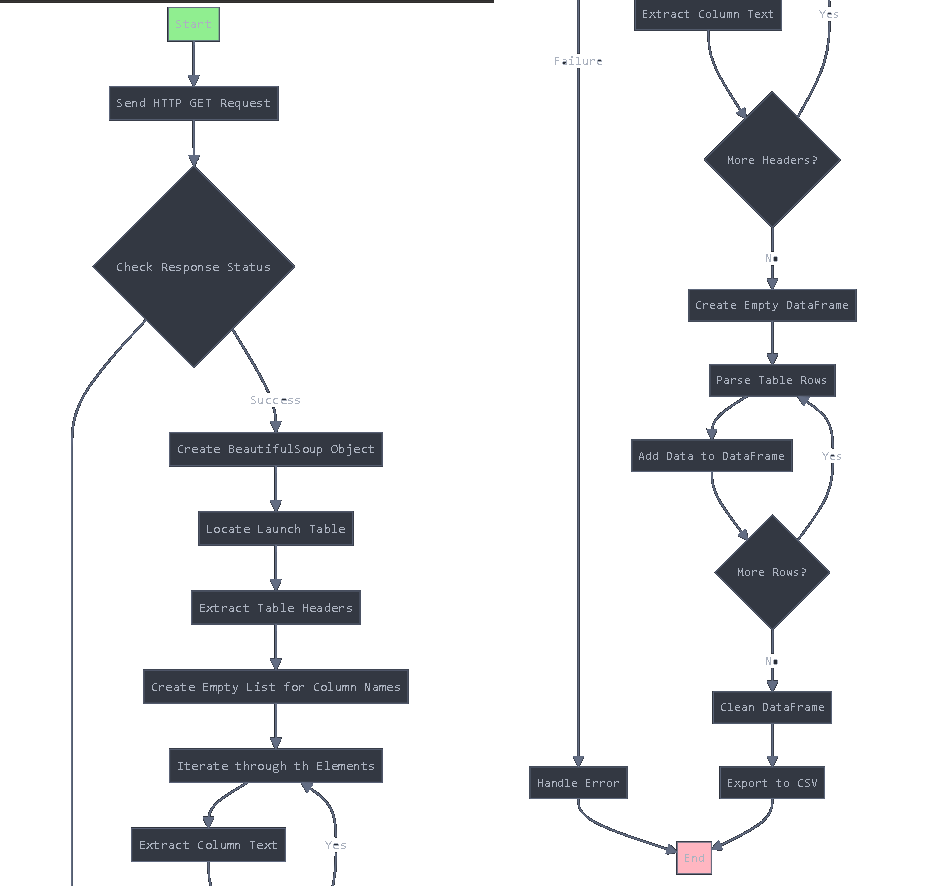 Start
Send HTTP GET Request
Check Response Status
Success
Create BeautifulSoup Object
Locate Launch Table
Extract Table Headers
Create Empty List for Column Names
Iterate through th Elements
Extract Column Text
Yes
Extract Column Text
Yes
Failure
More Headers?
No
Create Empty DataFrame
Parse Table Rows
Add Data to DataFrame
Yes
More Rows?
No
Clean DataFrame
Handle Error
Export to CSV
End